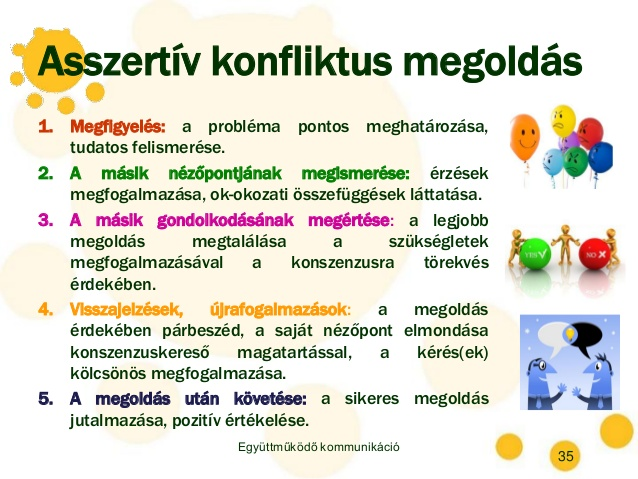 Asszertív konfliktus megoldás
1. Megfigyelés: a probléma pontos meghatározása,
tudatos felismerése.
2. A másik nézőpontjának megismerése: érzések
megfogalmazása, ok-okozati összefüggések láttatása.
3. A másik gondolkodásának megértése: a legjobb
megoldás megtalálása a szükségletek
megfogalmazásával a konszenzusra törekvés
érdekében.
4. Visszajelzések, újrafogalmazások: a megoldás
érdekében párbeszéd, a saját nézőpont elmondása
konszenzuskereső magatartással, a kérés(ek)
kölcsönös megfogalmazása.
5. A megoldás után követése: a sikeres megoldás
jutalmazása, pozitív értékelése.
YES NO
Együttműködő kommunikáció
35